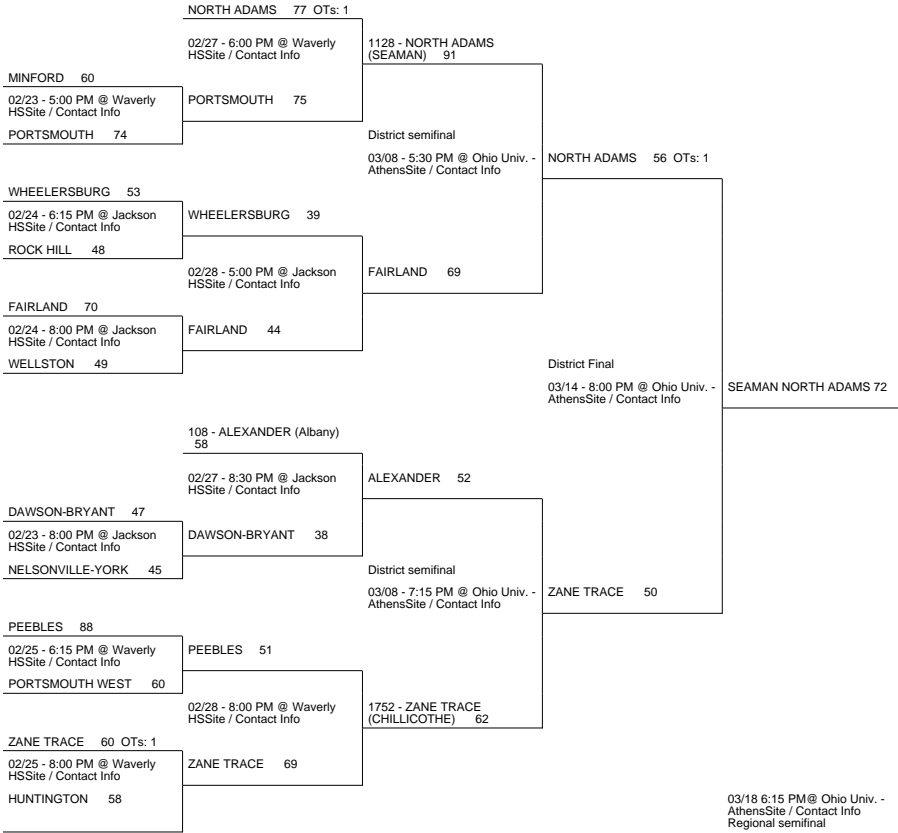 NORTH ADAMS 77 OTs: 1
02/27 - 6:00 PM @ Waverly
HSSite / Contact Info
1128 - NORTH ADAMS
(SEAMAN) 91
MINFORD 60
02/23 - 5:00 PM @ Waverly
HSSite / Contact Info
PORTSMOUTH 75
PORTSMOUTH 74
District semifinal
03/08 - 5:30 PM @ Ohio Univ. -
AthensSite / Contact Info
NORTH ADAMS 56 OTs: 1
WHEELERSBURG 53
02/24 - 6:15 PM @ Jackson
HSSite / Contact Info
WHEELERSBURG 39
ROCK HILL 48
02/28 - 5:00 PM @ Jackson
HSSite / Contact Info
FAIRLAND 69
FAIRLAND 70
02/24 - 8:00 PM @ Jackson
HSSite / Contact Info
FAIRLAND 44
WELLSTON 49
District Final
03/14 - 8:00 PM @ Ohio Univ. -
AthensSite / Contact Info
SEAMAN NORTH ADAMS 72
108 - ALEXANDER (Albany)
58
02/27 - 8:30 PM @ Jackson
HSSite / Contact Info
ALEXANDER 52
DAWSON-BRYANT 47
02/23 - 8:00 PM @ Jackson
HSSite / Contact Info
DAWSON-BRYANT 38
NELSONVILLE-YORK 45
District semifinal
03/08 - 7:15 PM @ Ohio Univ. -
AthensSite / Contact Info
ZANE TRACE 50
PEEBLES 88
02/25 - 6:15 PM @ Waverly
HSSite / Contact Info
PEEBLES 51
PORTSMOUTH WEST 60
02/28 - 8:00 PM @ Waverly
HSSite / Contact Info
1752 - ZANE TRACE
(CHILLICOTHE) 62
ZANE TRACE 60 OTs: 1
02/25 - 8:00 PM @ Waverly
HSSite / Contact Info
ZANE TRACE 69
HUNTINGTON 58
03/18 6:15 PM@ Ohio Univ. -
AthensSite / Contact Info
Regional semifinal